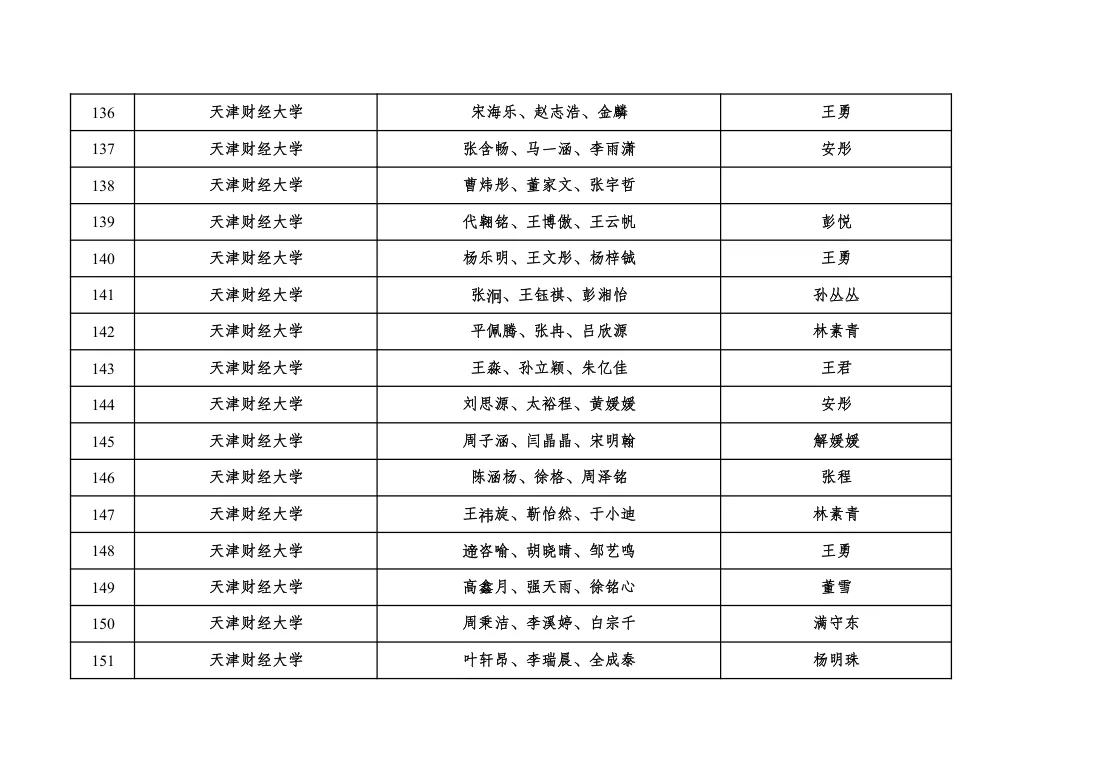 136 天津财经大学 宋海乐、赵志浩、金麟 王勇
137 天津财经大学 张含畅、马一涵、李雨潇 安彤
138 天津财经大学 曹炜彤、董家文、张宇哲
139 天津财经大学 代翱铭、王博傲、王云帆 彭悦
140 天津财经大学 杨乐明、王文彤、杨梓铖 王勇
141 天津财经大学 张泂、王钰祺、彭湘怡 孙丛丛
142 天津财经大学 平佩腾、张冉、吕欣源 林素青
143 天津财经大学 王淼、孙立颖、朱亿佳 王君
144 天津财经大学 刘思源、太裕程、黄媛媛 安彤
145 天津财经大学 周子涵、闫晶晶、宋明翰 解媛媛
146 天津财经大学 陈涵杨、徐格、周泽铭 张程
147 天津财经大学 王祎旋、靳怡然、于小迪 林素青
148 天津财经大学 逄咨喻、胡晓晴、邹艺鸣 王勇
149 天津财经大学 高鑫月、强天雨、徐铭心 董雪
150 天津财经大学 周秉洁、李溪婷、白宗千 满守东
151 天津财经大学 叶轩昂、李瑞晨、全成泰 杨明珠